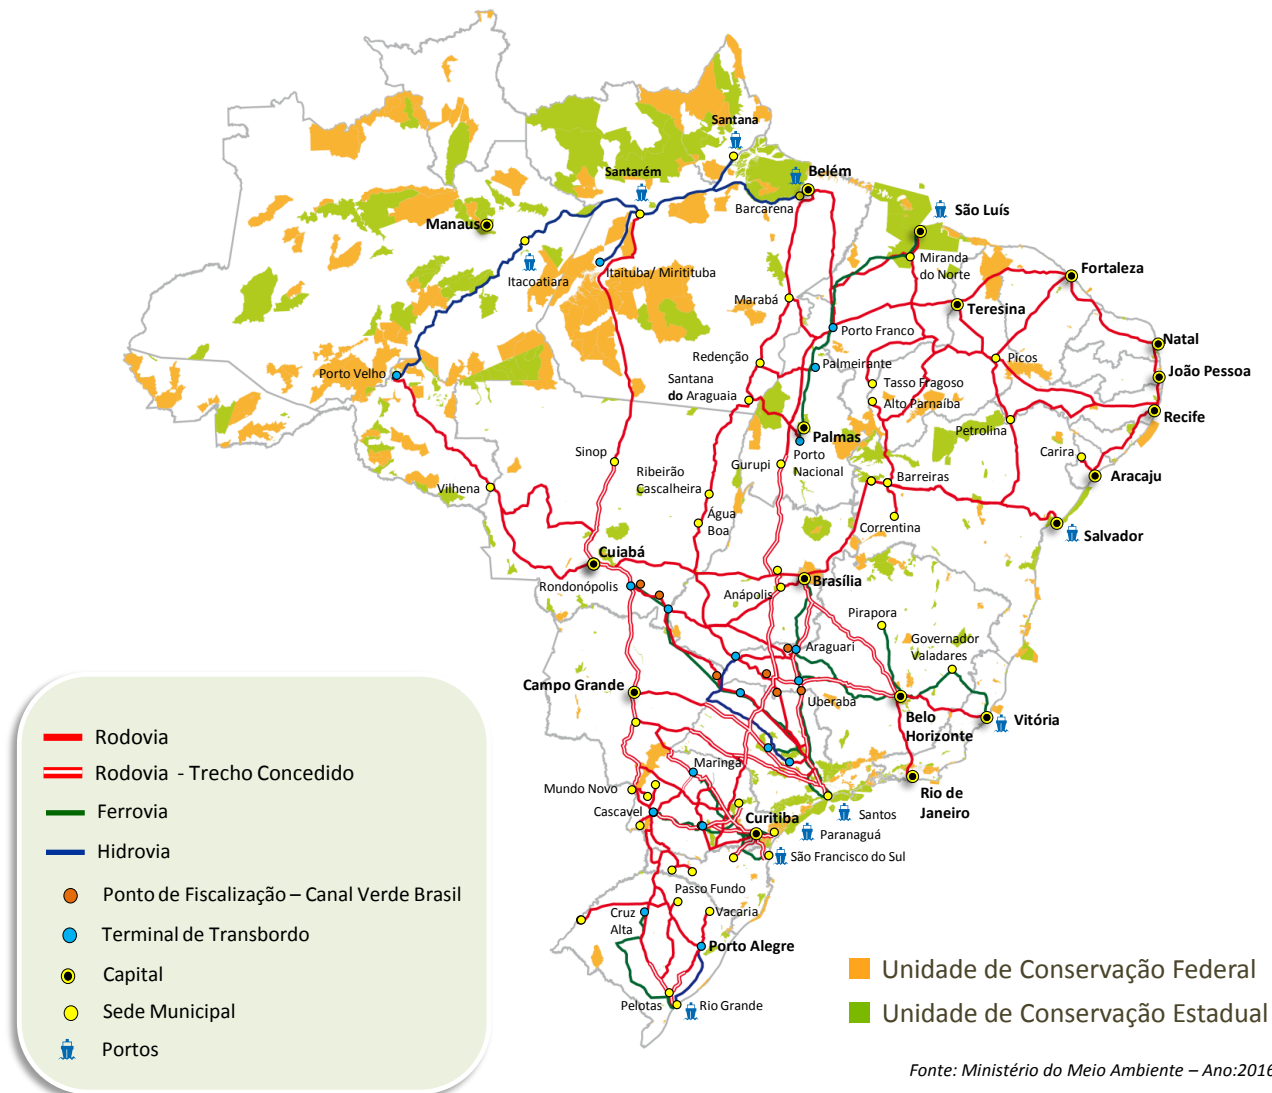 Santana
Santarém
Belém
Barcarena
São Luís
Manaus
Itacoatiara
Itaituba/ Miritituba
Miranda
do Norte
Fortaleza
Marabá
Teresina
Porto Franco
Natal
Redenção
Palmeirante
Picos
João Pessoa
Porto Velho
Santana
do Araguaia
Tasso Fragoso
Alto Parnaíba
Recife
Palmas
Petrolina
Porto
Nacional
Carira
Sinop
Ribeirão
Cascalheira
Gurupi
Barreiras
Aracaju
Vilhena
Água
Boa
Correntina
Salvador
Cuiabá
Rondonópolis
Anápolis
Brasília
Pirapora
Governador
Valadares
Araguari
Campo Grande
Uberaba
Belo
Horizonte
Vitória
Maringá
Mundo Novo
Cascavel
Curitiba
Santos
Rio de
Janeiro
Paranaguá
São Francisco do Sul
Passo Fundo
Cruz
Alta
Vacaria
Porto Alegre
Pelotas
Rio Grande
Rodovia
Rodovia - Trecho Concedido
Ferrovia
Hidrovia
Ponto de Fiscalização – Canal Verde Brasil
Terminal de Transbordo
Capital
Sede Municipal
Portos
Unidade de Conservação Federal
Unidade de Conservação Estadual
Fonte: Ministério do Meio Ambiente – Ano:2016